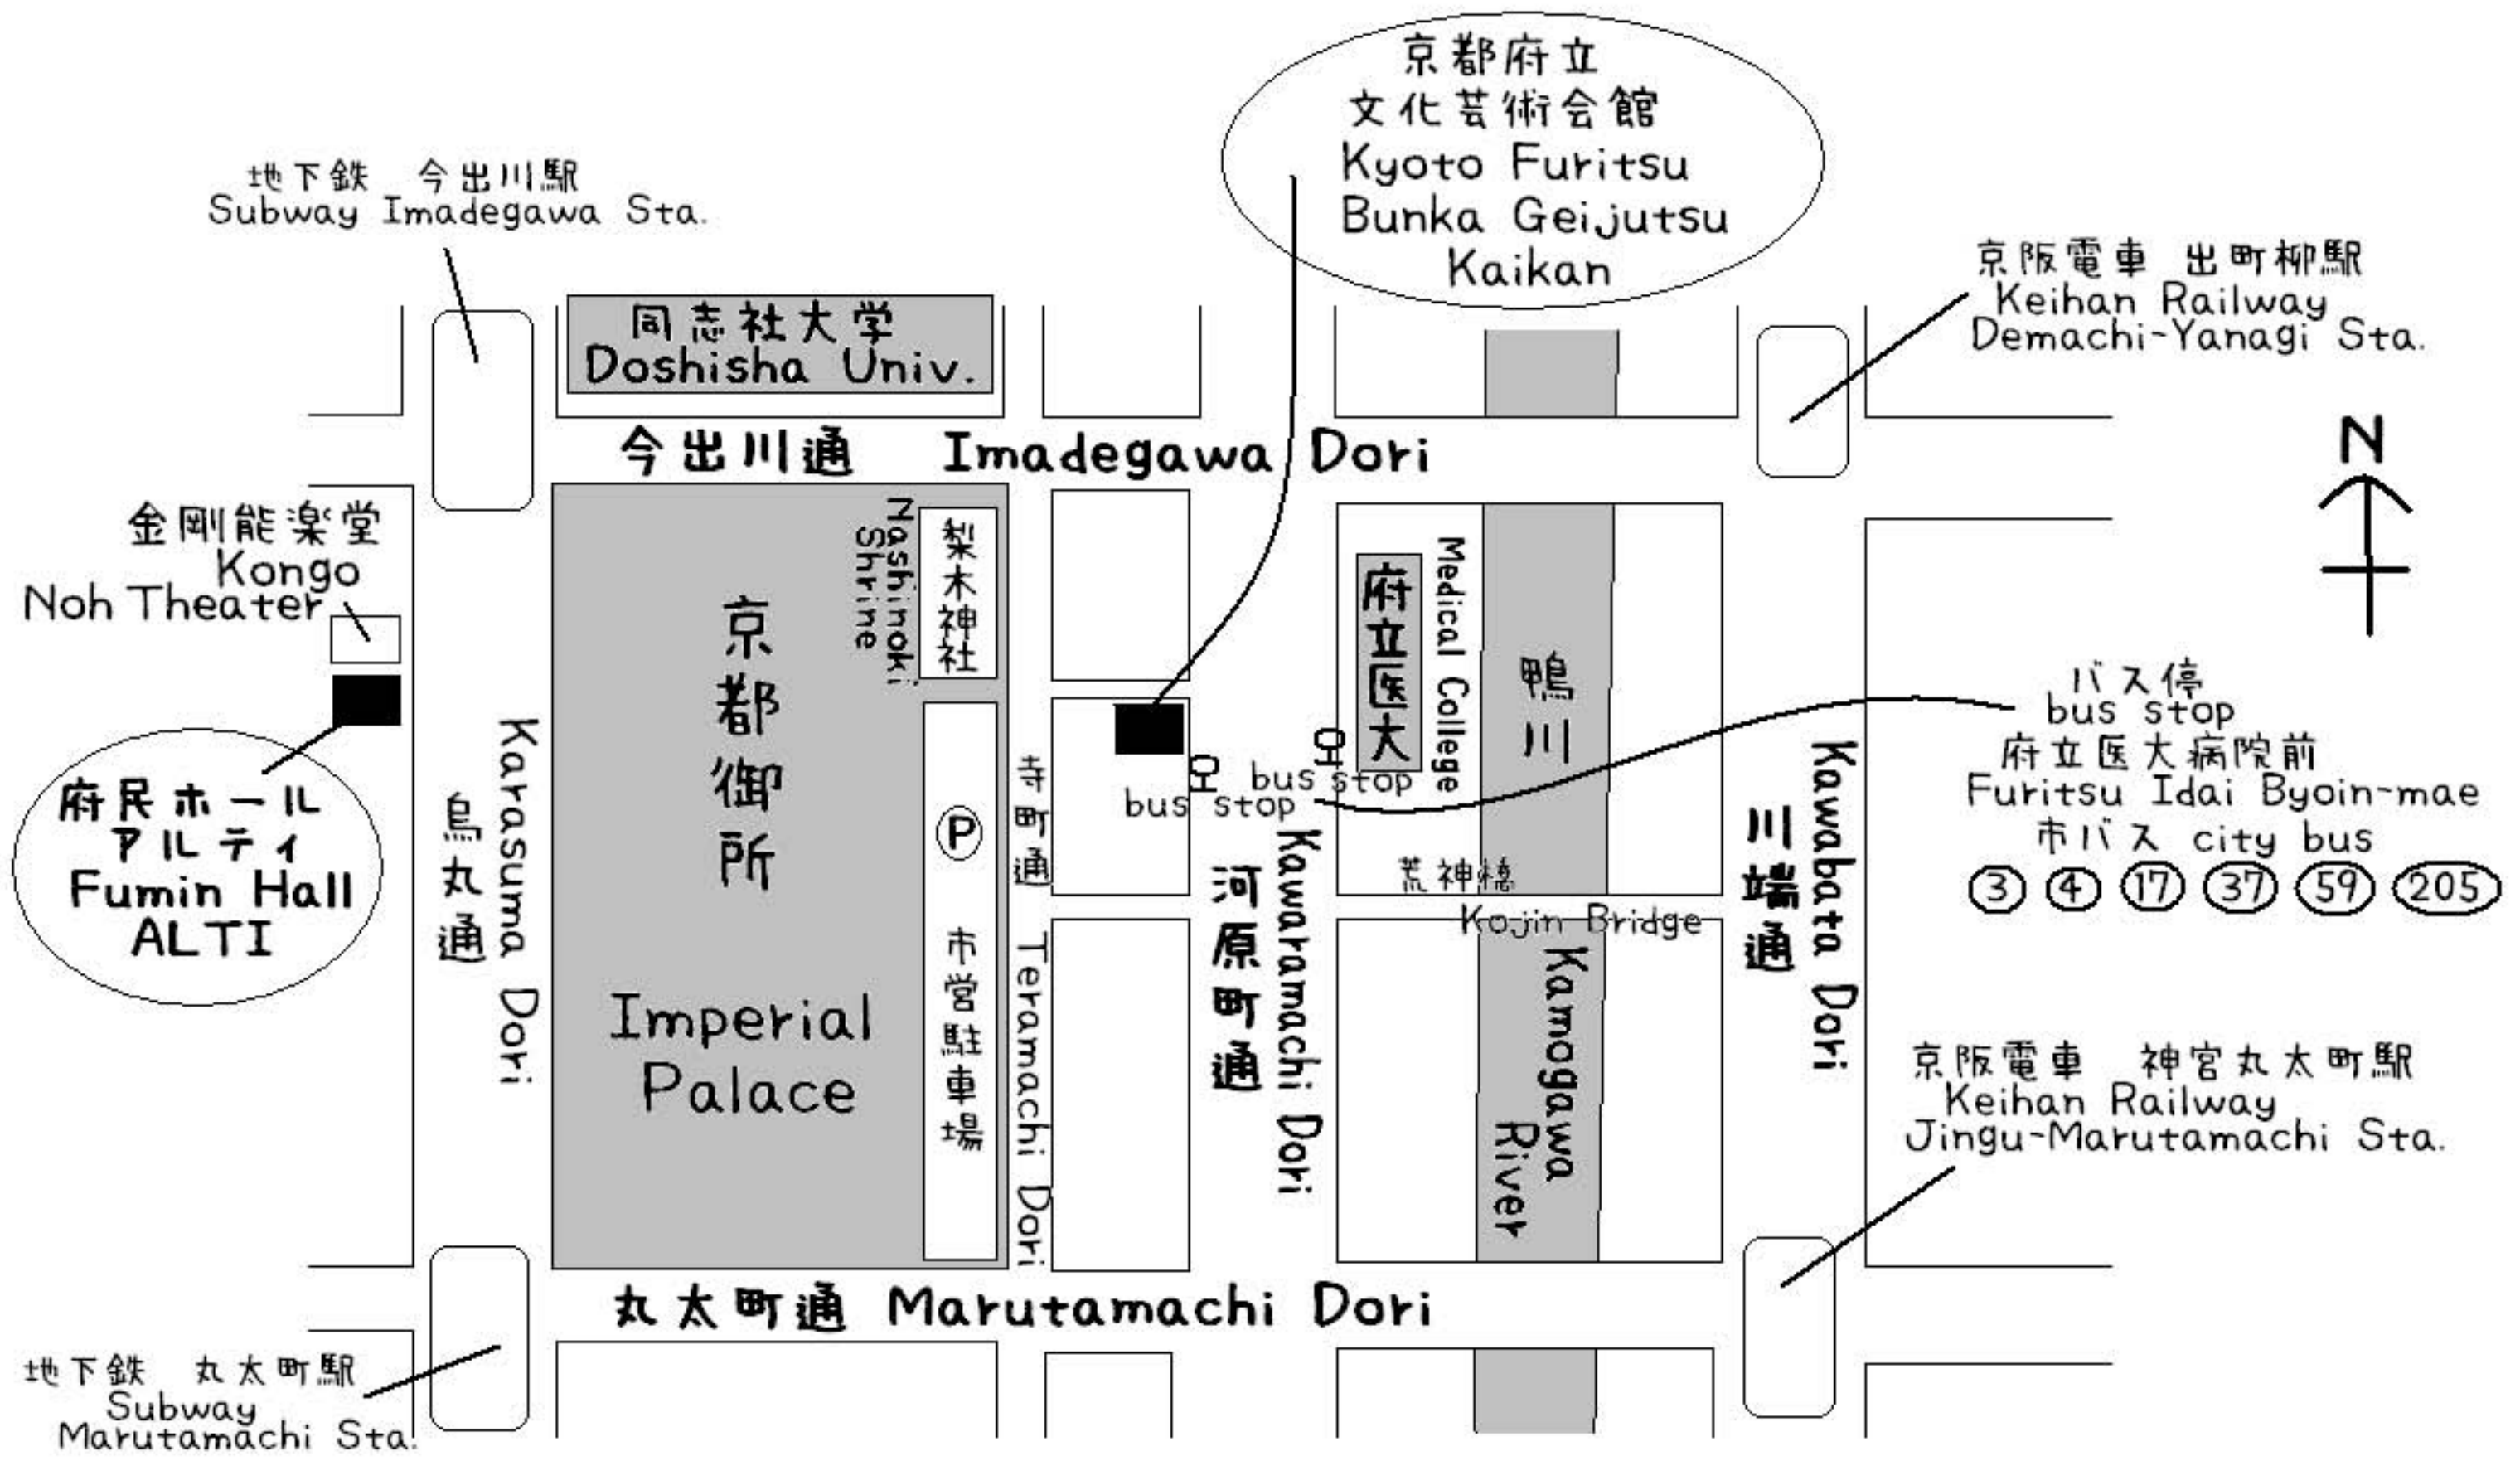 京都府立
文化芸術会館
Kyoto Furitsu
Bunka Geijutsu
Kaikan
地下鉄 今出川駅
Subway Imadegawa Sta.
京阪電車 出町柳駅
Keihan Railway
Demachi-Yanagi Sta.
同志社大学
Doshisha Univ.
今出川通 Imadegawa Dori
N
金剛能楽堂
Kongo
Noh Theater
梨木神社
Nashinoki
Shrine
京都御所
Imperial
Palace
府立医大
Medical College
鴨川
Kamogawa
River
バス停
bus stop
府立医大病院前
Furitsu Idai Byoin-mae
市バス city bus
3 4 17 37 59 205
bus stop
bus stop
府民ホール
アルティ
Fumin Hall
ALTI
烏丸通
Karasuma Dori
P
市営駐車場
寺町通
Teramachi Dori
河原町通
Kawaramachi Dori
荒神橋
Kojin Bridge
川端通
Kawabata Dori
京阪電車 神宮丸太町駅
Keihan Railway
Jingu-Marutamachi Sta.
丸太町通 Marutamachi Dori
地下鉄 丸太町駅
Subway
Marutamachi Sta.